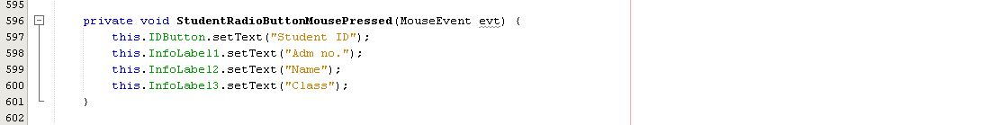 595
596 private void StudentRadioButtonMousePressed(MouseEvent evt) {
597 this.IDButton.setText("Student ID");
598 this.InfoLabel1.setText("Adm no.");
599 this.InfoLabel2.setText("Name");
600 this.InfoLabel3.setText("Class");
601 }
602